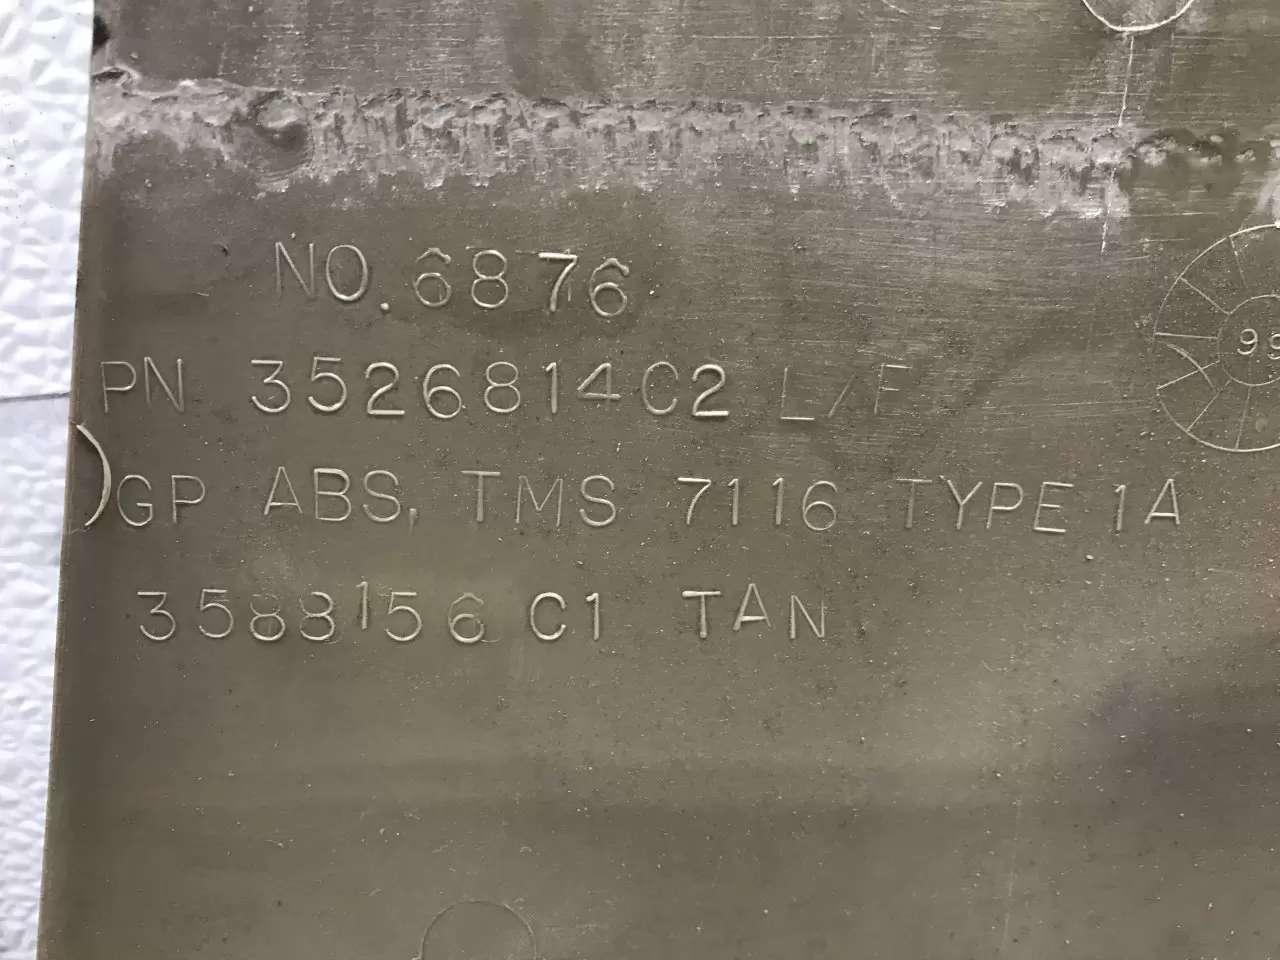 NO. 6876
PN 3526814C2 L/F
GP ABS, TMS 7116 TYPE 1A
3588156 C1 TAN